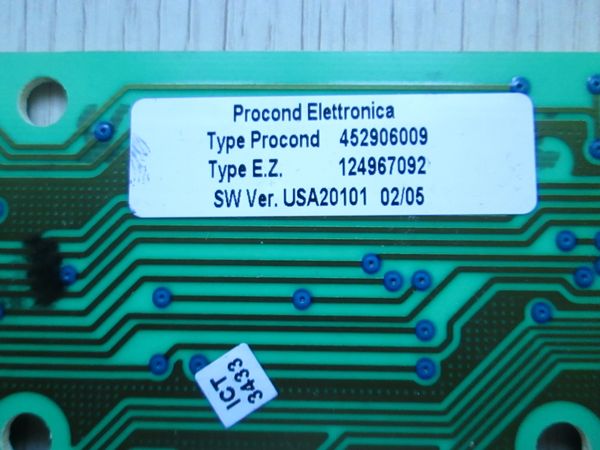 Procond Elettronica
Type Procond 452906009
Type E.Z. 124967092
SW Ver. USA20101 02/05
ICT
3433